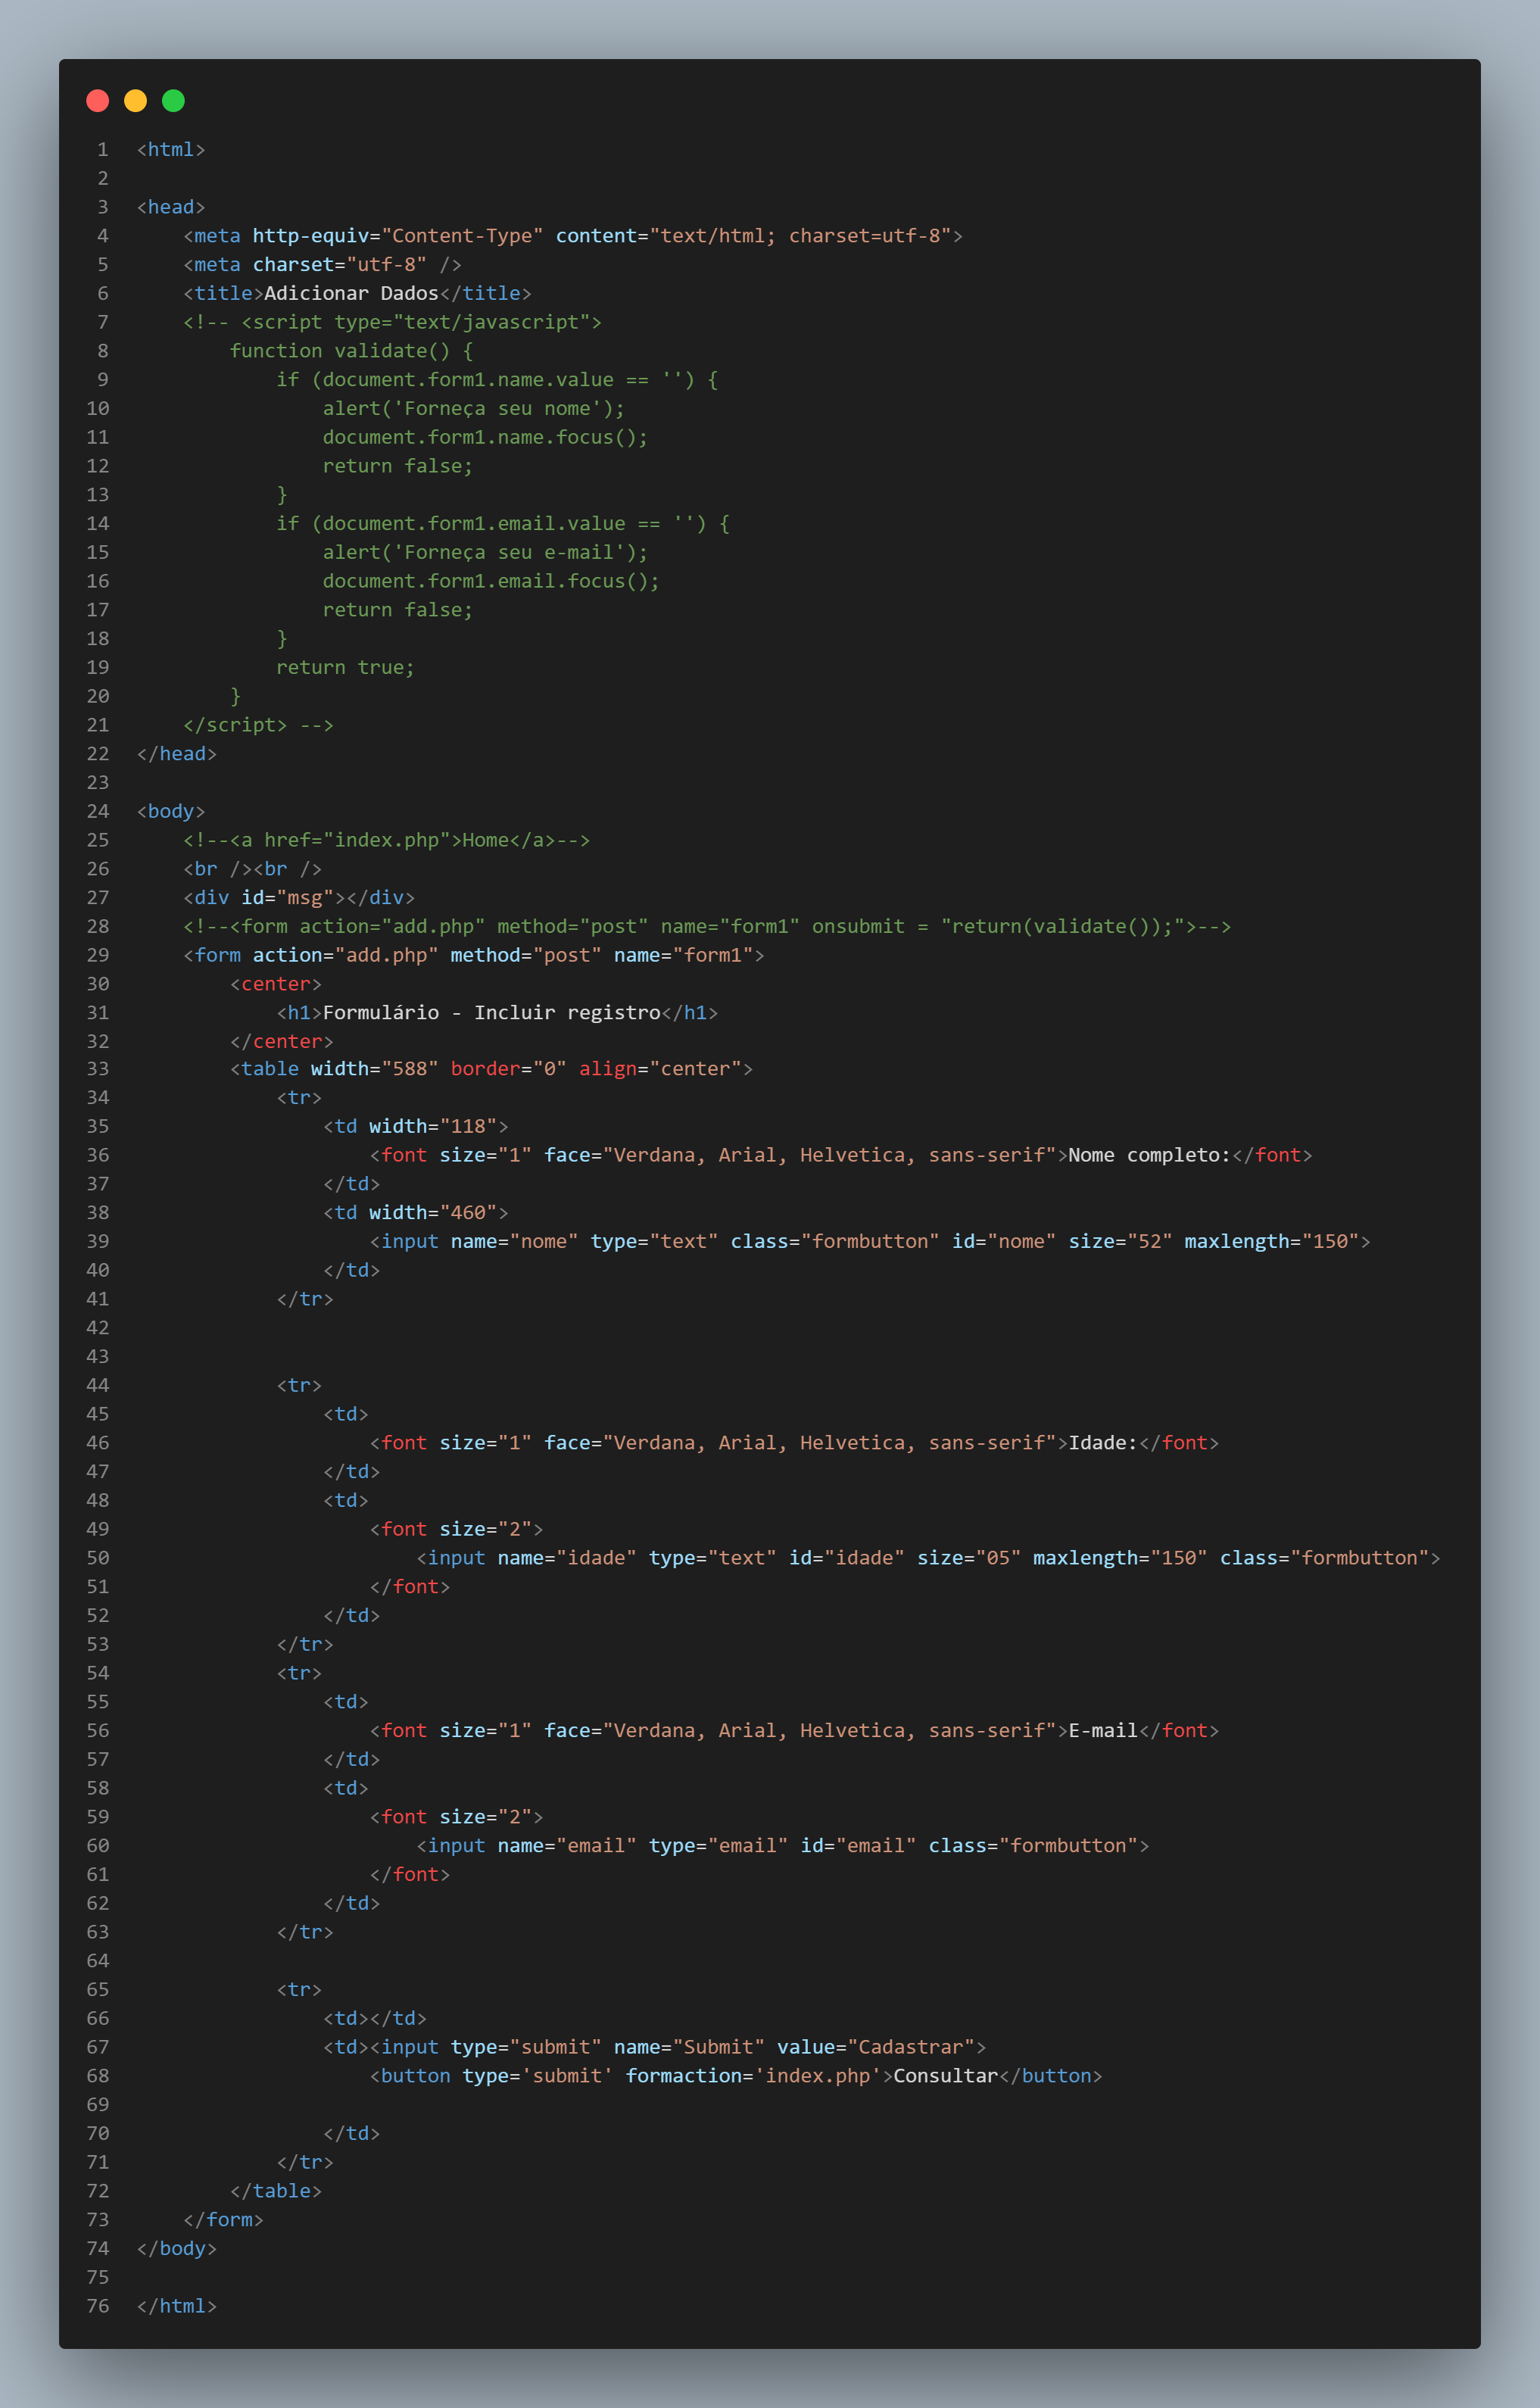 1 <html>
2
3 <head>
4     <meta http-equiv="Content-Type" content="text/html; charset=utf-8">
5     <meta charset="utf-8" />
6     <title>Adicionar Dados</title>
7     <!-- <script type="text/javascript">
8         function validate() {
9             if (document.form1.name.value == '') {
10                 alert('Forneça seu nome');
11                 document.form1.name.focus();
12                 return false;
13             }
14             if (document.form1.email.value == '') {
15                 alert('Forneça seu e-mail');
16                 document.form1.email.focus();
17                 return false;
18             }
19             return true;
20         }
21     </script> -->
22 </head>
23
24 <body>
25     <!--<a href="index.php">Home</a>-->
26     <br /><br />
27     <div id="msg"></div>
28     <!--<form action="add.php" method="post" name="form1" onsubmit = "return(validate());">-->
29     <form action="add.php" method="post" name="form1">
30         <center>
31             <h1>Formulário - Incluir registro</h1>
32         </center>
33         <table width="588" border="0" align="center">
34             <tr>
35                 <td width="118">
36                     <font size="1" face="Verdana, Arial, Helvetica, sans-serif">Nome completo:</font>
37                 </td>
38                 <td width="460">
39                     <input name="nome" type="text" class="formbutton" id="nome" size="52" maxlength="150">
40                 </td>
41             </tr>
42
43
44             <tr>
45                 <td>
46                     <font size="1" face="Verdana, Arial, Helvetica, sans-serif">Idade:</font>
47                 </td>
48                 <td>
49                     <font size="2">
50                         <input name="idade" type="text" id="idade" size="05" maxlength="150" class="formbutton">
51                     </font>
52                 </td>
53             </tr>
54             <tr>
55                 <td>
56                     <font size="1" face="Verdana, Arial, Helvetica, sans-serif">E-mail</font>
57                 </td>
58                 <td>
59                     <font size="2">
60                         <input name="email" type="email" id="email" class="formbutton">
61                     </font>
62                 </td>
63             </tr>
64
65             <tr>
66                 <td></td>
67                 <td><input type="submit" name="Submit" value="Cadastrar">
68                     <button type='submit' formaction='index.php'>Consultar</button>
69
70                 </td>
71             </tr>
72         </table>
73     </form>
74 </body>
75
76 </html>